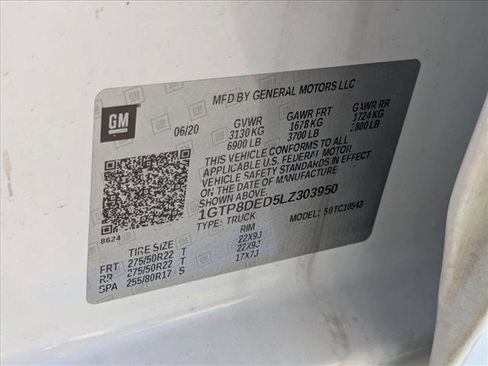 MFD BY GENERAL MOTORS LLC
GM
06/20
GVWR GAWR FRT GAWR RR
3130 KG 1678 KG 1724 KG
6900 LB 3700 LB 3800 LB
THIS VEHICLE CONFORMS TO ALL
APPLICABLE U.S. FEDERAL MOTOR
VEHICLE SAFETY STANDARDS IN EFFECT
ON THE DATE OF MANUFACTURE
SHOWN ABOVE
1GTP8DED5LZ303950
TYPE: TRUCK MODEL:
8624
TIRE SIZE RIM
FRT 275/50R22 T 22X9J
RR 275/50R22 T 22X9J
SPA 255/80R17 S 17X7J